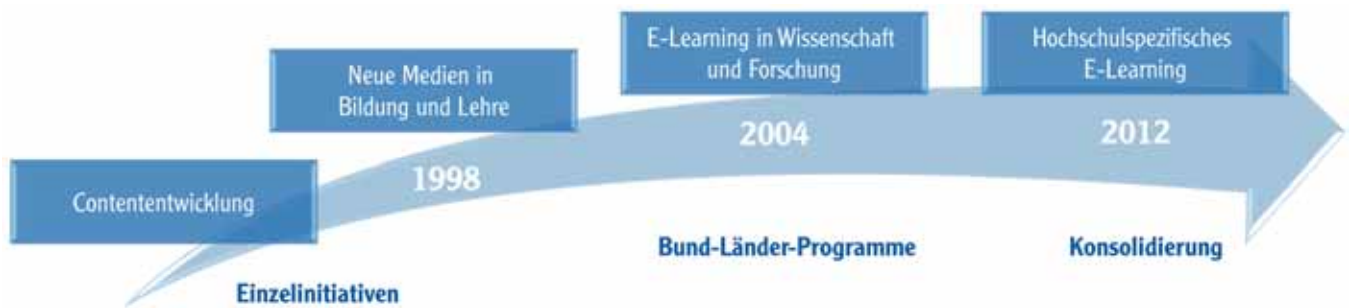 Contententwicklung
Neue Medien in
Bildung und Lehre
E-Learning in Wissenschaft
und Forschung
Hochschulspezifisches
E-Learning
1998
2004
2012
Einzelinitiativen
Bund-Länder-Programme
Konsolidierung